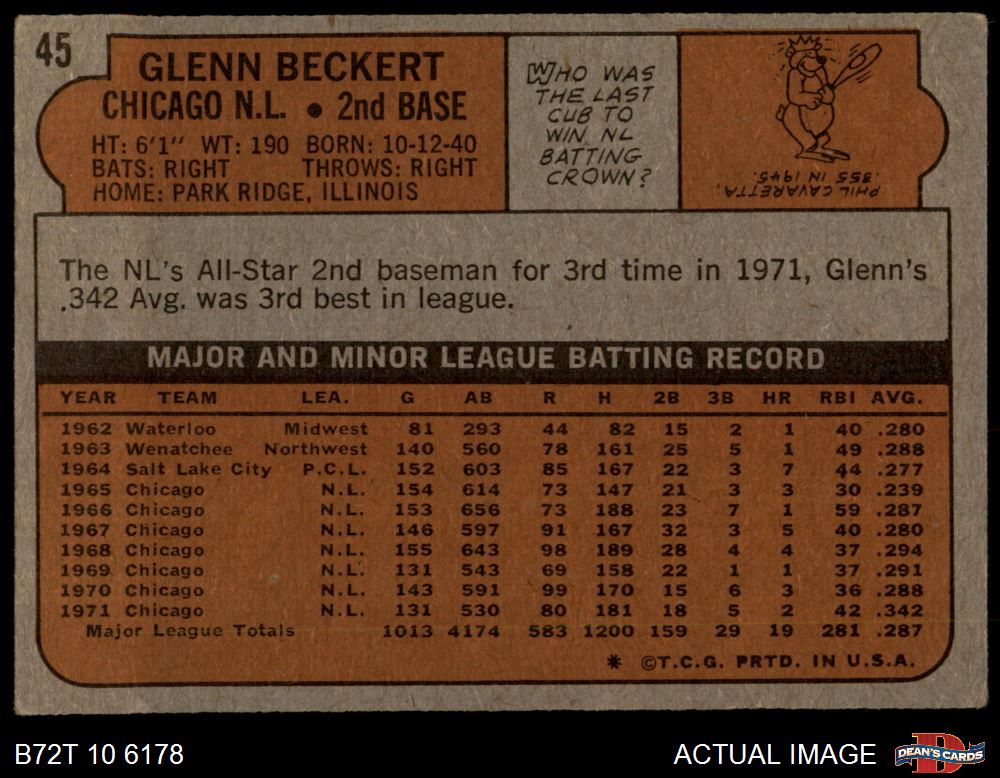 45
GLENN BECKERT
CHICAGO N.L. • 2nd BASE
HT: 6'1" WT: 190 BORN: 10-12-40
BATS: RIGHT THROWS: RIGHT
HOME: PARK RIDGE, ILLINOIS
WHO WAS
THE LAST
CUB TO
WIN NL
BATTING
CROWN?
PHIL CAVARETTA,
.355 IN 1945.
The NL's All-Star 2nd baseman for 3rd time in 1971, Glenn's
.342 Avg. was 3rd best in league.
MAJOR AND MINOR LEAGUE BATTING RECORD
YEAR TEAM LEA. G AB R H 2B 3B HR RBI AVG.
1962 Waterloo Midwest 81 293 44 82 15 2 1 40 .280
1963 Wenatchee Northwest 140 560 78 161 25 5 1 49 .288
1964 Salt Lake City P.C.L. 152 603 85 167 22 3 7 44 .277
1965 Chicago N.L. 154 614 73 147 21 3 3 30 .239
1966 Chicago N.L. 153 656 73 188 23 7 1 59 .287
1967 Chicago N.L. 146 597 91 167 32 3 5 40 .280
1968 Chicago N.L. 155 643 98 189 28 4 4 37 .294
1969 Chicago N.L. 131 543 69 158 22 1 1 37 .291
1970 Chicago N.L. 143 591 99 170 15 6 3 36 .288
1971 Chicago N.L. 131 530 80 181 18 5 2 42 .342
Major League Totals 1013 4174 583 1200 159 29 19 281 .287
* ©T.C.G. PRTD. IN U.S.A.
B72T 10 6178
ACTUAL IMAGE
D
DEAN'S CARDS